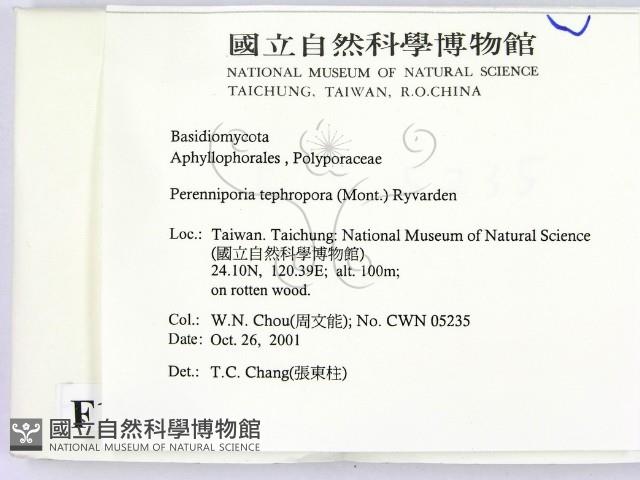 國立自然科學博物館
NATIONAL MUSEUM OF NATURAL SCIENCE
TAICHUNG, TAIWAN, R.O.CHINA
Basidiomycota
Aphyllophorales , Polyporaceae
Perenniporia tephropora (Mont.) Ryvarden
Loc.: Taiwan. Taichung: National Museum of Natural Science
(國立自然科學博物館)
24.10N, 120.39E; alt. 100m;
on rotten wood.
Col.: W.N. Chou(周文能); No. CWN 05235
Date: Oct. 26, 2001
Det.: T.C. Chang(張東柱)
F
國立自然科學博物館
NATIONAL MUSEUM OF NATURAL SCIENCE